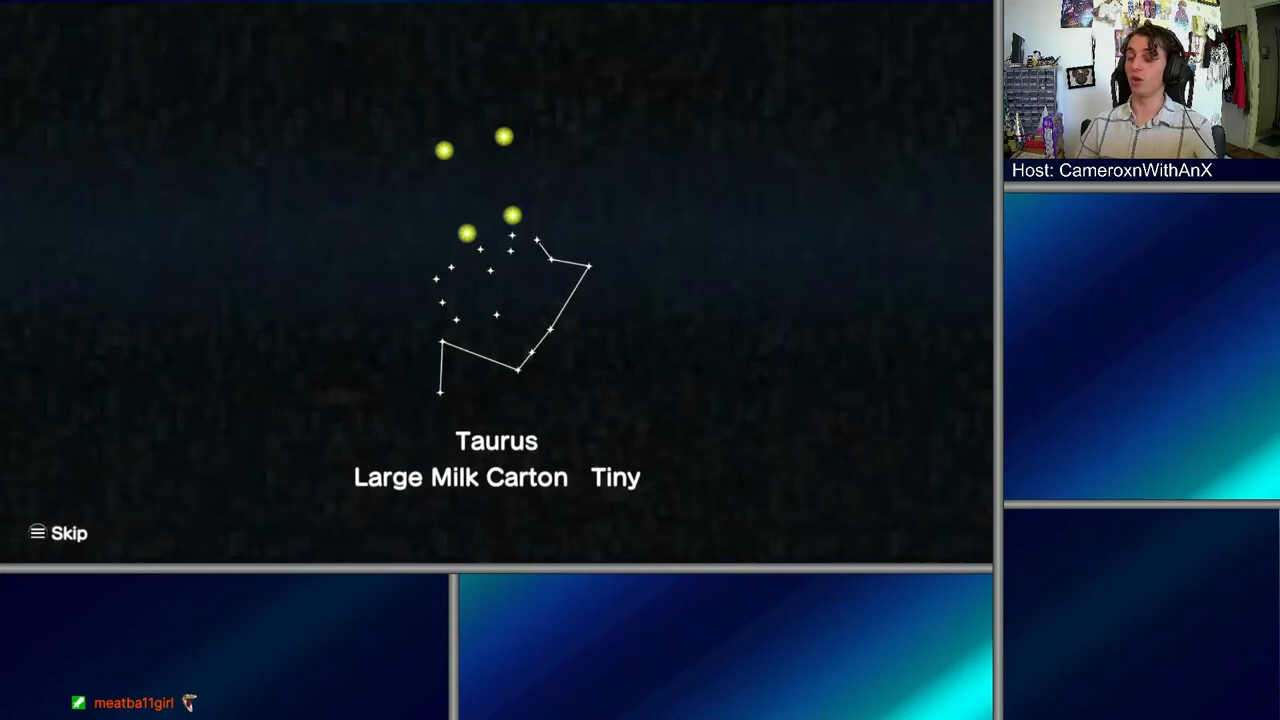 Host: CameroxnWithAnX
Taurus
Large Milk Carton Tiny
Skip
meatba11girl